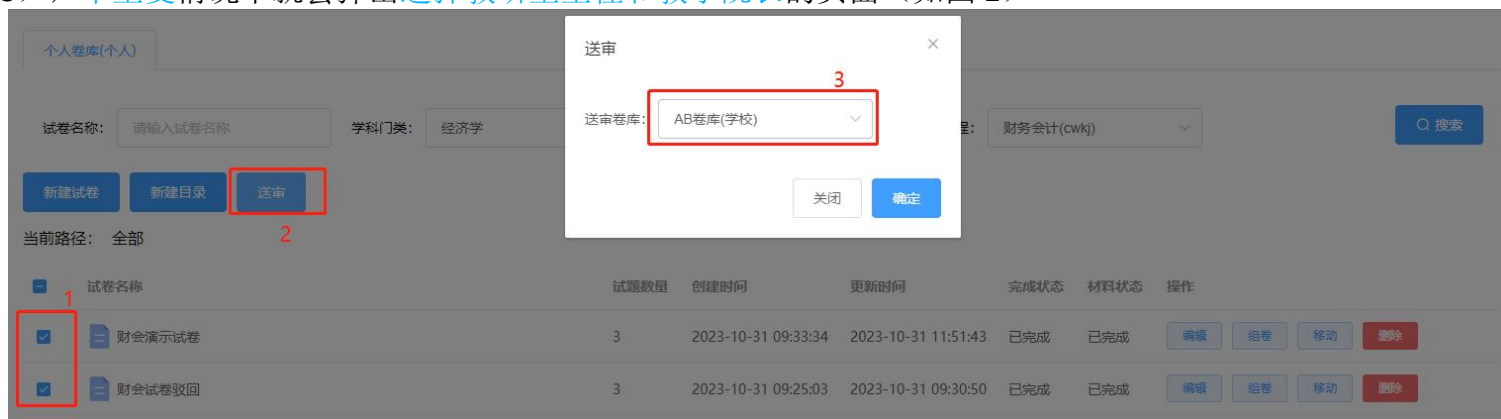 个人卷库(个人)
送审
3
试卷名称： 请输入试卷名称 学科门类： 经济学 送审卷库： AB卷库(学校) 程： 财务会计(cwkj) 搜索
新建试卷 新建目录 送审 关闭 确定
当前路径： 全部 2
1 试卷名称 试题数量 创建时间 更新时间 完成状态 材料状态 操作
财会演示试卷 3 2023-10-31 09:33:34 2023-10-31 11:51:43 已完成 已完成 编辑 组卷 移动 删除
财会试卷驳回 3 2023-10-31 09:25:03 2023-10-31 09:30:50 已完成 已完成 编辑 组卷 移动 删除